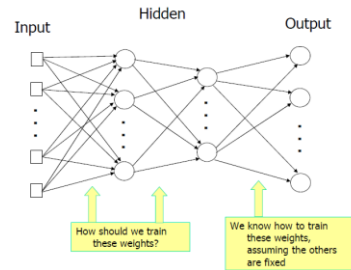 Hidden
Input
Output
How should we train
these weights?
We know how to train
these weights,
assuming the others
are fixed